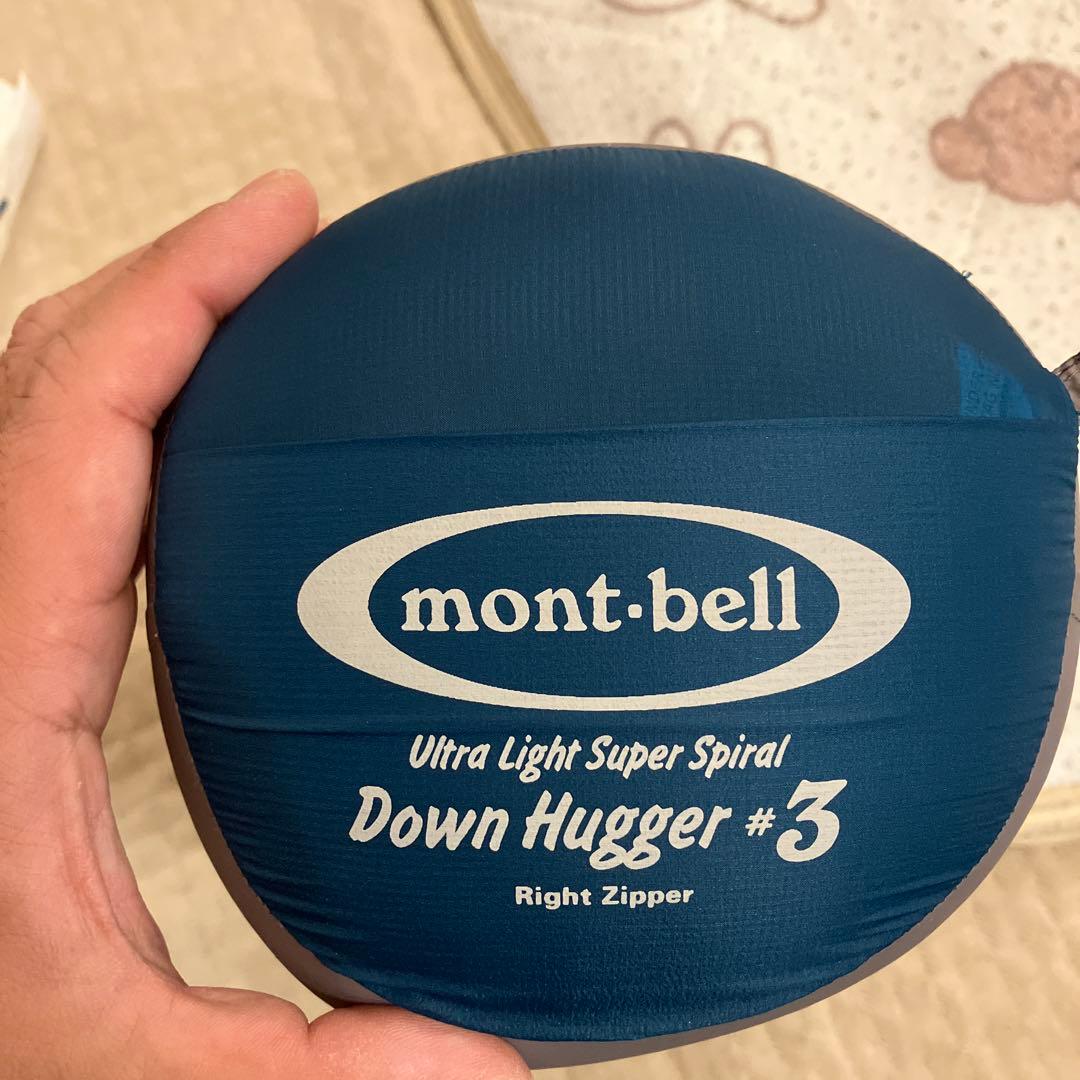 mont·bell
Ultra Light Super Spiral
Down Hugger #3
Right Zipper